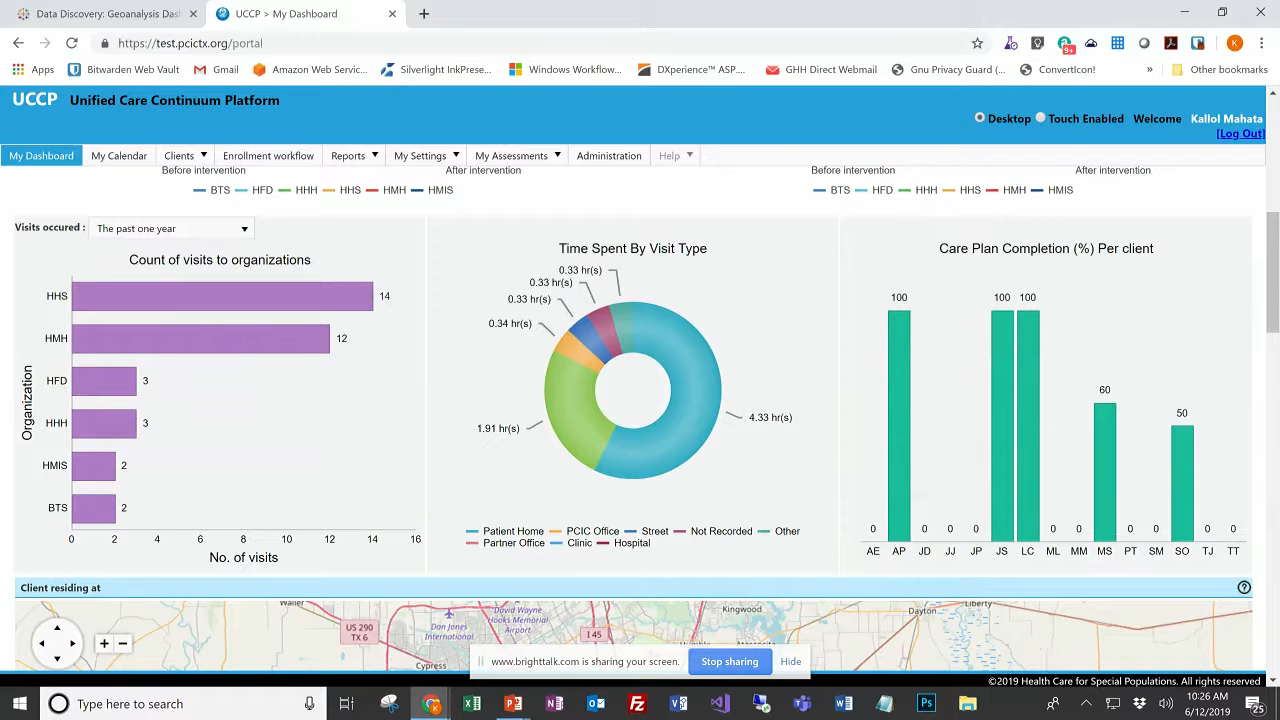 Data Discovery: Geoanalysis Das
UCCP > My Dashboard
https://test.pcictx.org/portal
9+
K
Apps
Bitwarden Web Vault
Gmail
Amazon Web Servic...
Silverlight InkPrese...
Windows Workflow...
DXperience™ ASP....
GHH Direct Webmail
Gnu Privacy Guard (...
ConvertIcon!
»
Other Bookmarks
UCCP Unified Care Continuum Platform
Desktop Touch Enabled Welcome Kallol Mahata
[Log Out]
My Dashboard My Calendar Clients Enrollment workflow Reports My Settings My Assessments Administration Help
Before intervention After intervention
BTS HFD HHH HHS HMH HMIS
Before intervention After intervention
BTS HFD HHH HHS HMH HMIS
Visits occured : The past one year
Count of visits to organizations
Organization
HHS 14
HMH 12
HFD 3
HHH 3
HMIS 2
BTS 2
0 2 4 6 8 10 12 14 16
No. of visits
Time Spent By Visit Type
0.33 hr(s)
0.33 hr(s)
0.33 hr(s)
0.34 hr(s)
4.33 hr(s)
1.91 hr(s)
Patient Home PCIC Office Street Not Recorded Other
Partner Office Clinic Hospital
Care Plan Completion (%) Per client
0 100 0 0 0 100 100 0 0 60 0 0 50 0 0
AE AP JD JJ JP JS LC ML MM MS PT SM SO TJ TT
Client residing at
Waller
US 290
TX 6
Dan Jones
International
Cypress
David Wayne
Hooks Memorial
Airport
I 45
Kingwood
Dayton
Liberty
www.brighttalk.com is sharing your screen.
Stop sharing
Hide
©2019 Health Care for Special Populations. All rights reserved
Type here to search
10:26 AM
6/12/2019
25